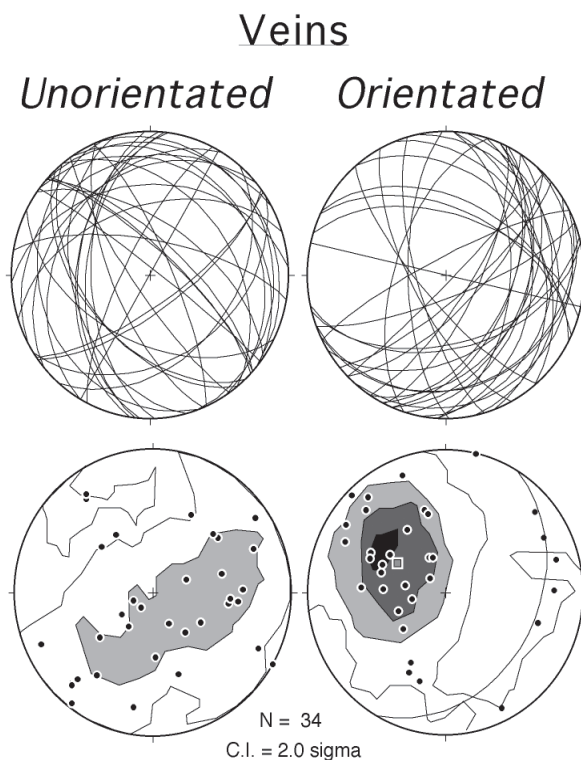 Veins
Unorientated
Orientated
N = 34
C.I. = 2.0 sigma